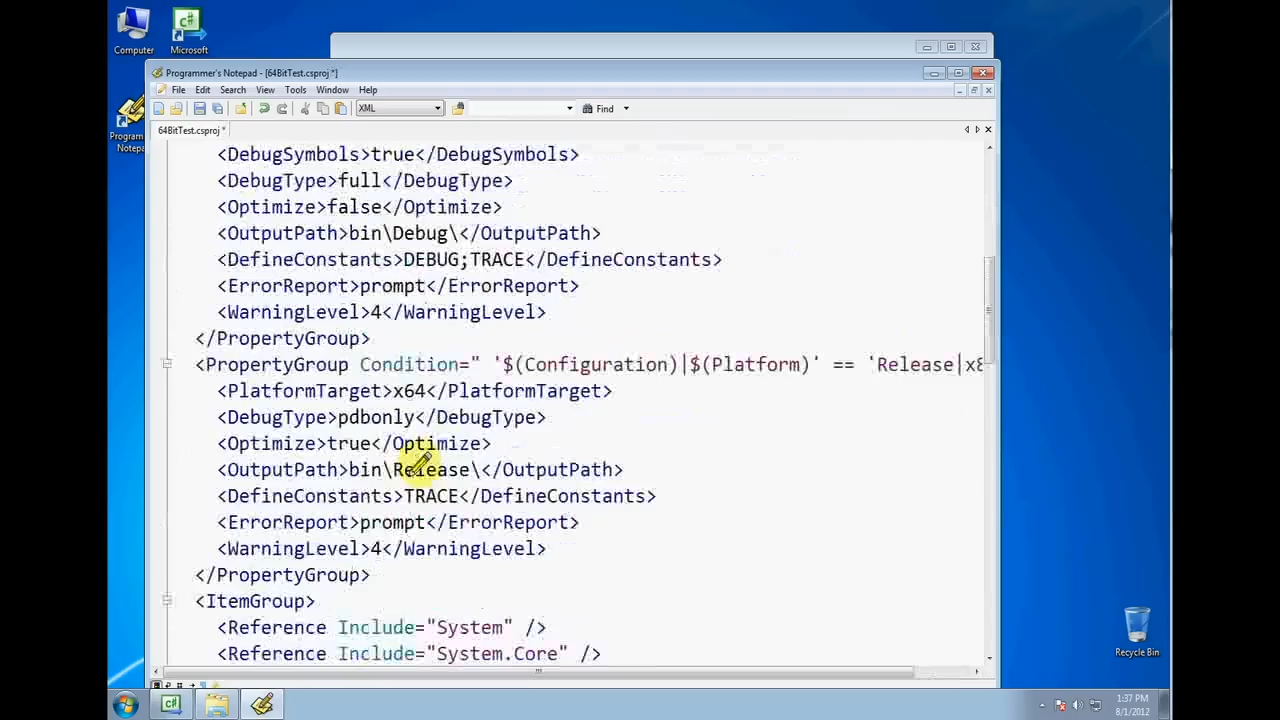 Computer
Microsoft
Programmer's Notepad - [64BitTest.csproj *]
File Edit Search View Tools Window Help
XML
Find
64BitTest.csproj *
Program
Notepa
<DebugSymbols>true</DebugSymbols>
<DebugType>full</DebugType>
<Optimize>false</Optimize>
<OutputPath>bin\Debug\</OutputPath>
<DefineConstants>DEBUG;TRACE</DefineConstants>
<ErrorReport>prompt</ErrorReport>
<WarningLevel>4</WarningLevel>
</PropertyGroup>
<PropertyGroup Condition=" '$(Configuration)|$(Platform)' == 'Release|x8
<PlatformTarget>x64</PlatformTarget>
<DebugType>pdbonly</DebugType>
<Optimize>true</Optimize>
<OutputPath>bin\Release\</OutputPath>
<DefineConstants>TRACE</DefineConstants>
<ErrorReport>prompt</ErrorReport>
<WarningLevel>4</WarningLevel>
</PropertyGroup>
<ItemGroup>
<Reference Include="System" />
<Reference Include="System.Core" />
Recycle Bin
1:37 PM
8/1/2012